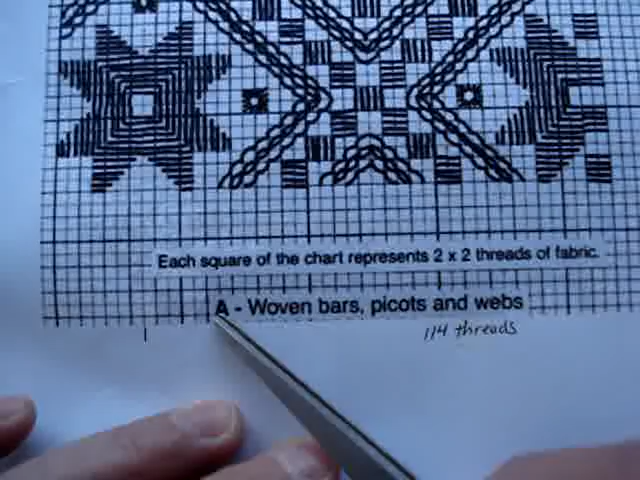 Each square of the chart represents 2 x 2 threads of fabric.
A - Woven bars, picots and webs
114 threads